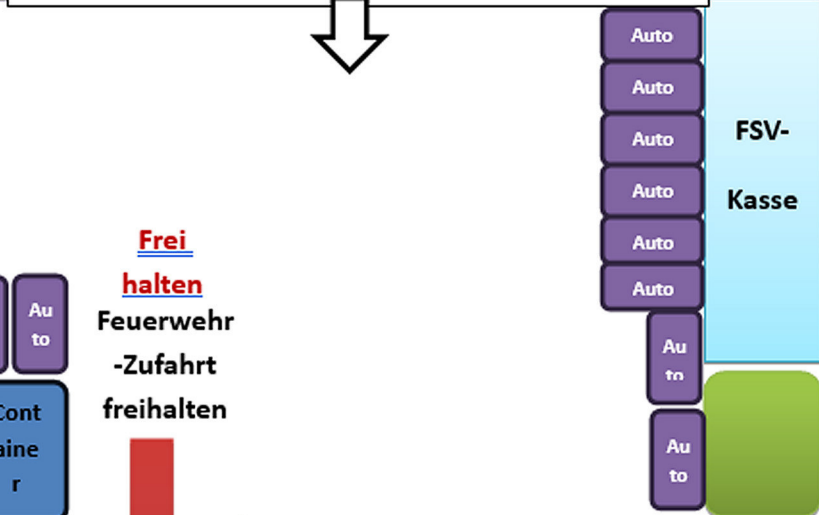 Auto
Auto
Auto
Auto
Auto
Auto
Au
to
Au
to
FSV-
Kasse
Frei
halten
Feuerwehr
-Zufahrt
freihalten
Au
to
Cont
aine
r